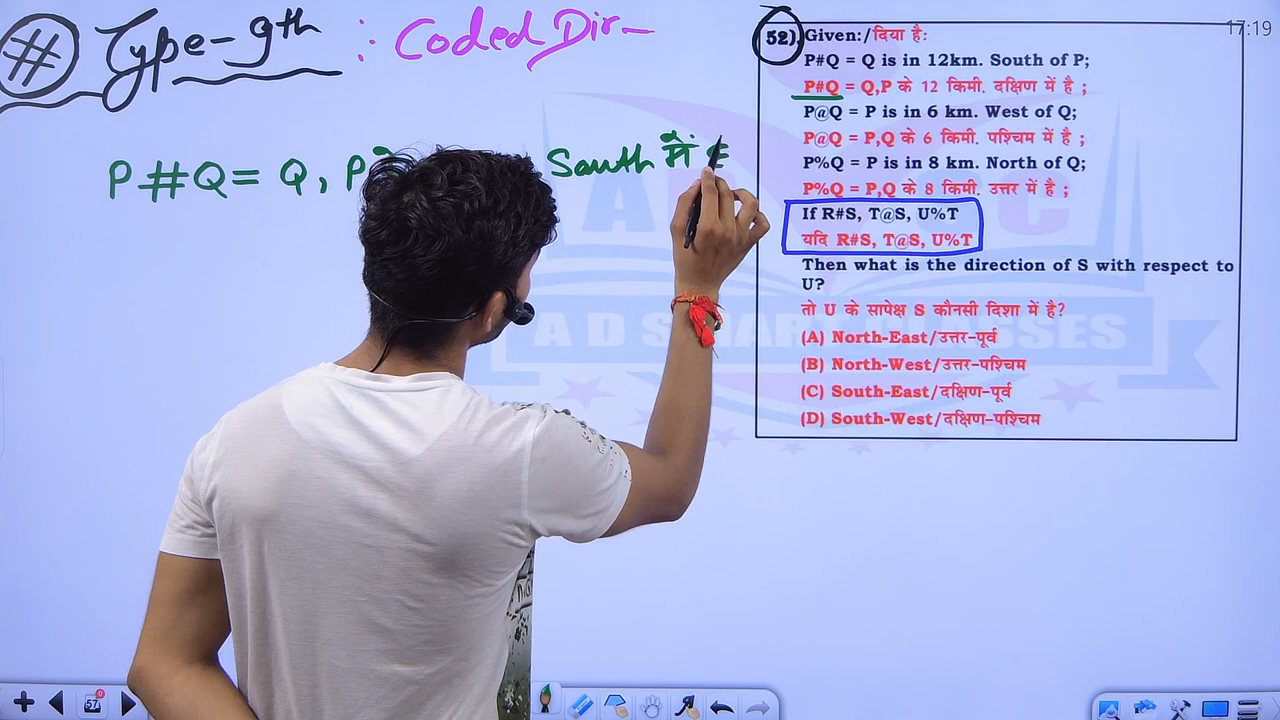 Type-9th : Coded Dir-
P#Q = Q, P South में
17:19
52). Given:/दिया है:
P#Q = Q is in 12km. South of P;
P#Q = Q,P के 12 किमी. दक्षिण में है ;
P@Q = P is in 6 km. West of Q;
P@Q = P,Q के 6 किमी. पश्चिम में है ;
P%Q = P is in 8 km. North of Q;
P%Q = P,Q के 8 किमी. उत्तर में है ;
If R#S, T@S, U%T
यदि R#S, T@S, U%T
Then what is the direction of S with respect to
U?
तो U के सापेक्ष S कौनसी दिशा में है?
(A) North-East/उत्तर-पूर्व
(B) North-West/उत्तर-पश्चिम
(C) South-East/दक्षिण-पूर्व
(D) South-West/दक्षिण-पश्चिम
57